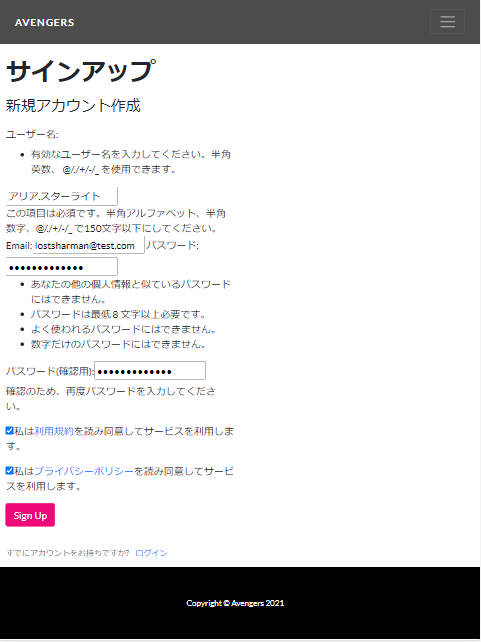 AVENGERS
サインアップ
新規アカウント作成
ユーザー名:
有効なユーザー名を入力してください。半角
英数、 @/./+/-/_ を使用できます。
アリア.スターライト
この項目は必須です。半角アルファベット、半角
数字、@/./+/-/_ で150文字以下にしてください。
Email: lostsharman@test.com パスワード:
•••••••••••••
あなたの他の個人情報と似ているパスワード
にはできません。
パスワードは最低 8 文字以上必要です。
よく使われるパスワードにはできません。
数字だけのパスワードにはできません。
パスワード(確認用): •••••••••••••
確認のため、再度パスワードを入力してくださ
い。
私は利用規約を読み同意してサービスを利用しま
す。
私はプライバシーポリシーを読み同意してサービ
スを利用します。
Sign Up
すでにアカウントをお持ちですか? ログイン
Copyright © Avengers 2021